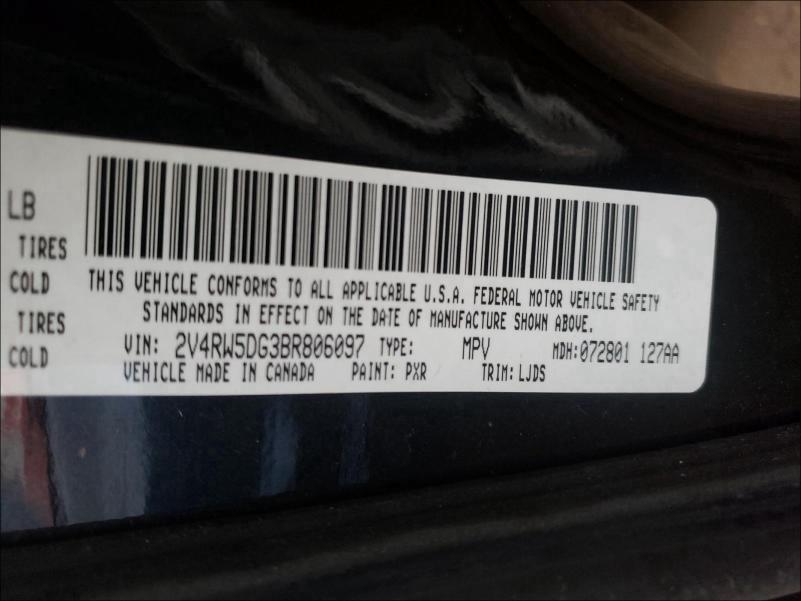 LB
TIRES
COLD
TIRES
COLD
THIS VEHICLE CONFORMS TO ALL APPLICABLE U.S.A. FEDERAL MOTOR VEHICLE SAFETY
STANDARDS IN EFFECT ON THE DATE OF MANUFACTURE SHOWN ABOVE.
VIN: 2V4RW5DG3BR806097 TYPE: MPV MDH:072801 127AA
VEHICLE MADE IN CANADA PAINT: PXR TRIM: LJDS